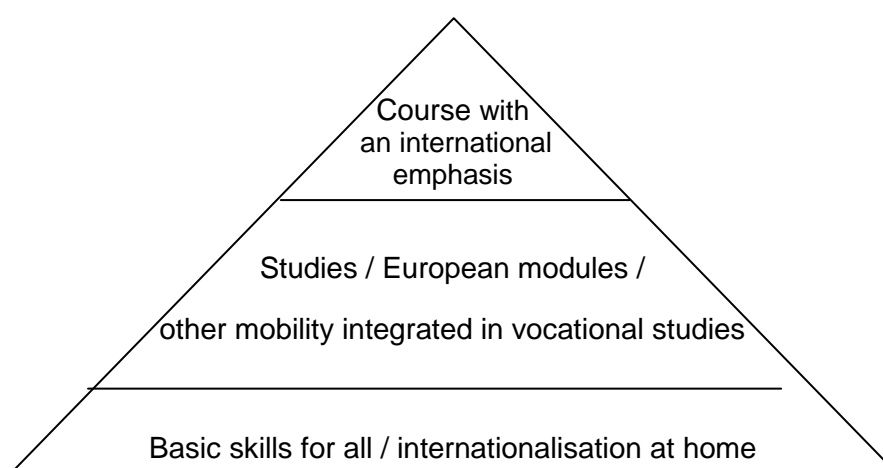 Course with
an international
emphasis
Studies / European modules /
other mobility integrated in vocational studies
Basic skills for all / internationalisation at home